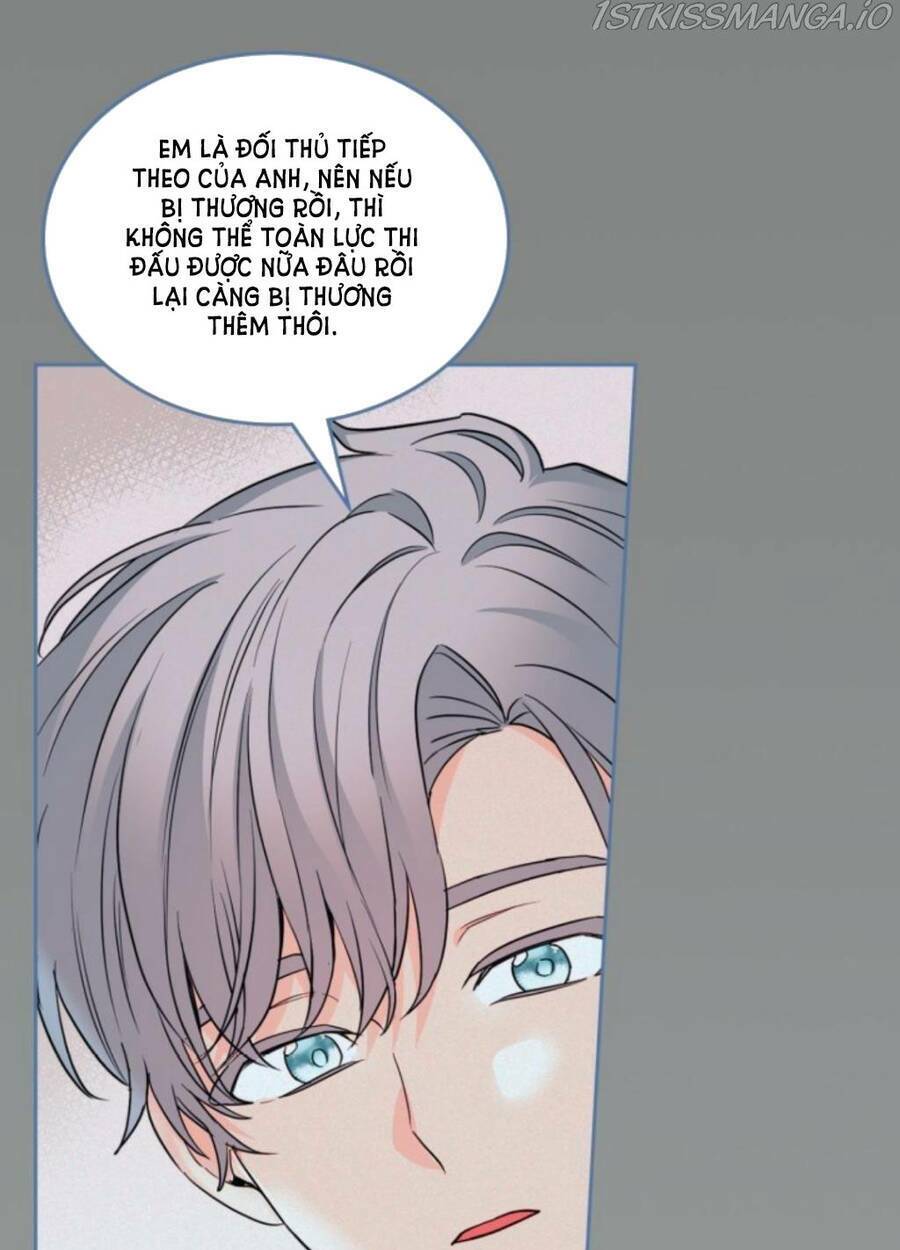 1STKISSMANGA.iO
EM LÀ ĐỐI THỦ TIẾP
THEO CỦA ANH, NÊN NẾU
BỊ THƯƠNG RỒI, THÌ
KHÔNG THỂ TOÀN LỰC THI
ĐẤU ĐƯỢC NỮA ĐÂU RỒI
LẠI CÀNG BỊ THƯƠNG
THÊM THÔI.